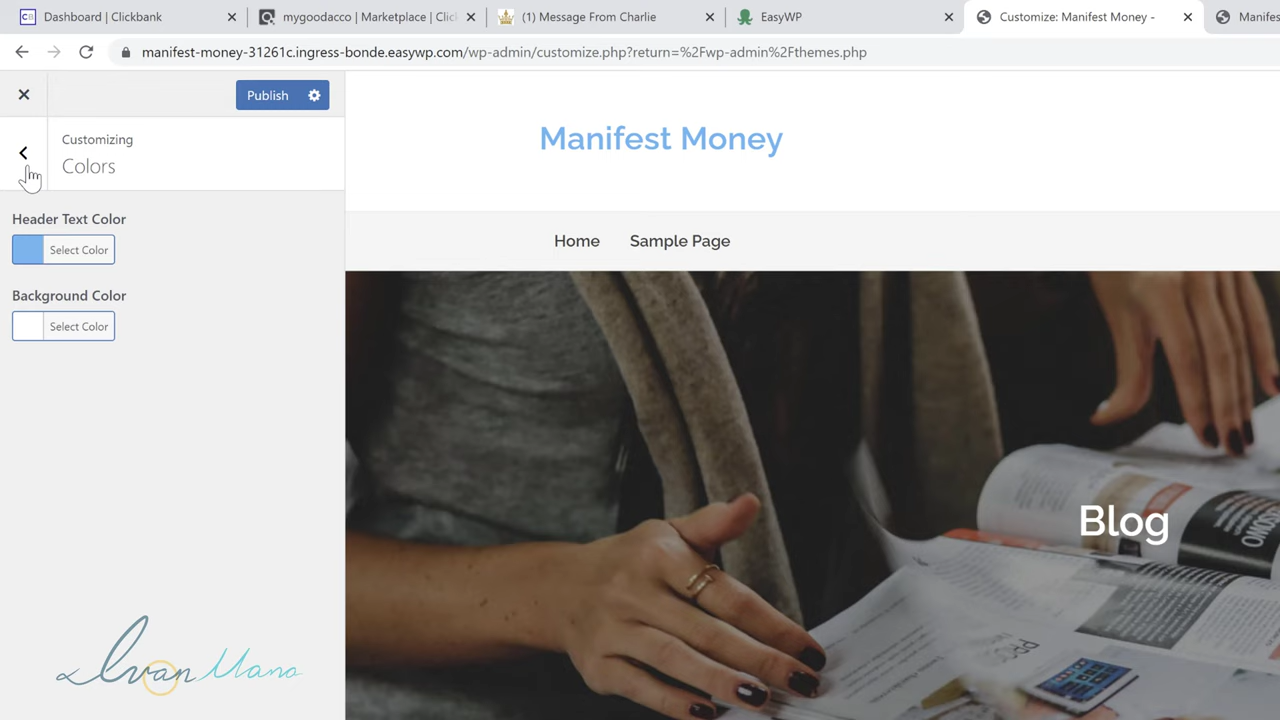 Dashboard | Clickbank
mygoodacco | Marketplace | Clic
(1) Message From Charlie
EasyWP
Customize: Manifest Money -
Manifes
manifest-money-31261c.ingress-bonde.easywp.com/wp-admin/customize.php?return=%2Fwp-admin%2Fthemes.php
Publish
Customizing
Colors
Header Text Color
Select Color
Background Color
Select Color
Manifest Money
Home
Sample Page
Blog
Ivan Mana